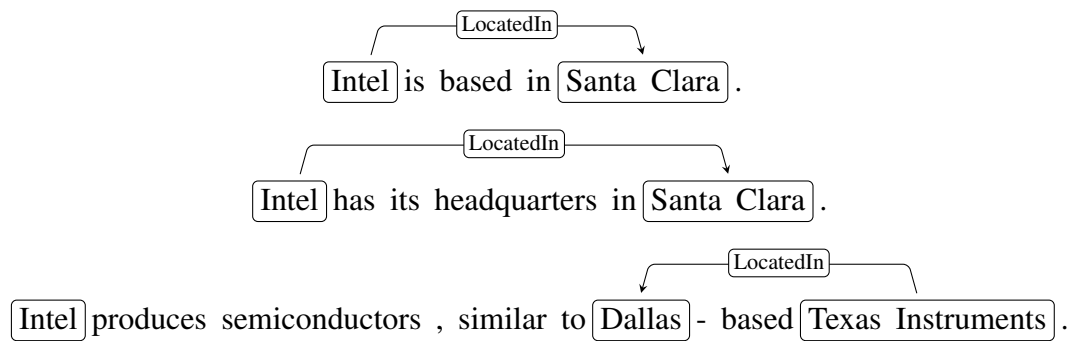 LocatedIn
Intel is based in Santa Clara .
LocatedIn
Intel has its headquarters in Santa Clara .
LocatedIn
Intel produces semiconductors , similar to Dallas - based Texas Instruments .